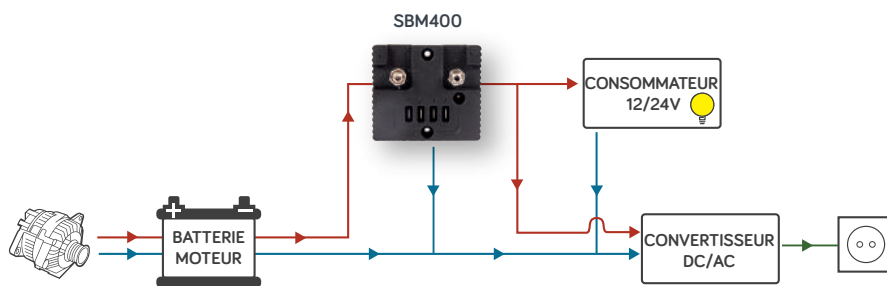 SBM400
CONSOMMATEUR
12/24V
BATTERIE
MOTEUR
CONVERTISSEUR
DC/AC